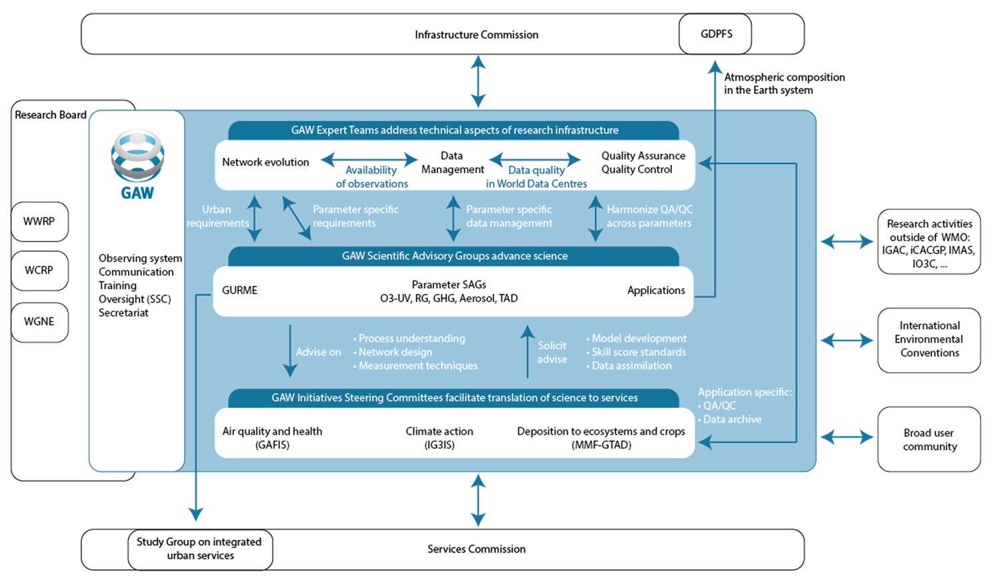 Infrastructure Commission
GDPFS
Atmospheric composition
in the Earth system
Research Board
GAW
WWRP
WCRP
WGNE
Observing system
Communication
Training
Oversight (SSC)
Secretariat
GAW Expert Teams address technical aspects of research infrastructure
Network evolution
Availability
of observations
Data
Management
Data quality
in World Data Centres
Quality Assurance
Quality Control
Urban
requirements
Parameter specific
requirements
Parameter specific
data management
Harmonize QA/QC
across parameters
GAW Scientific Advisory Groups advance science
GURME
Parameter SAGs
O3-UV, RG, GHG, Aerosol, TAD
Applications
Advise on
• Process understanding
• Network design
• Measurement techniques
Solicit
advise
• Model development
• Skill score standards
• Data assimilation
GAW Initiatives Steering Committees facilitate translation of science to services
Air quality and health
(GAFIS)
Climate action
(IG3IS)
Deposition to ecosystems and crops
(MMF-GTAD)
Application specific:
• QA/QC
• Data archive
Research activities
outside of WMO:
IGAC, iCACGP, IMAS,
IO3C, ...
International
Environmental
Conventions
Broad user
community
Study Group on integrated
urban services
Services Commission